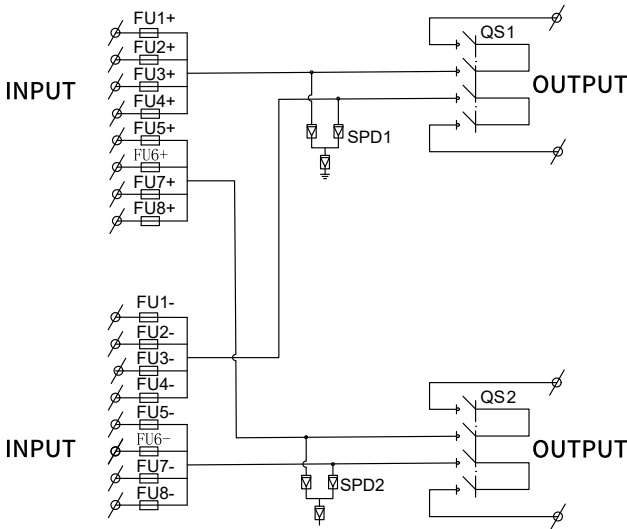 FU1+
FU2+
FU3+
FU4+
FU5+
FU6+
FU7+
FU8+
INPUT
QS1
OUTPUT
SPD1
FU1-
FU2-
FU3-
FU4-
FU5-
FU6-
FU7-
FU8-
INPUT
QS2
OUTPUT
SPD2